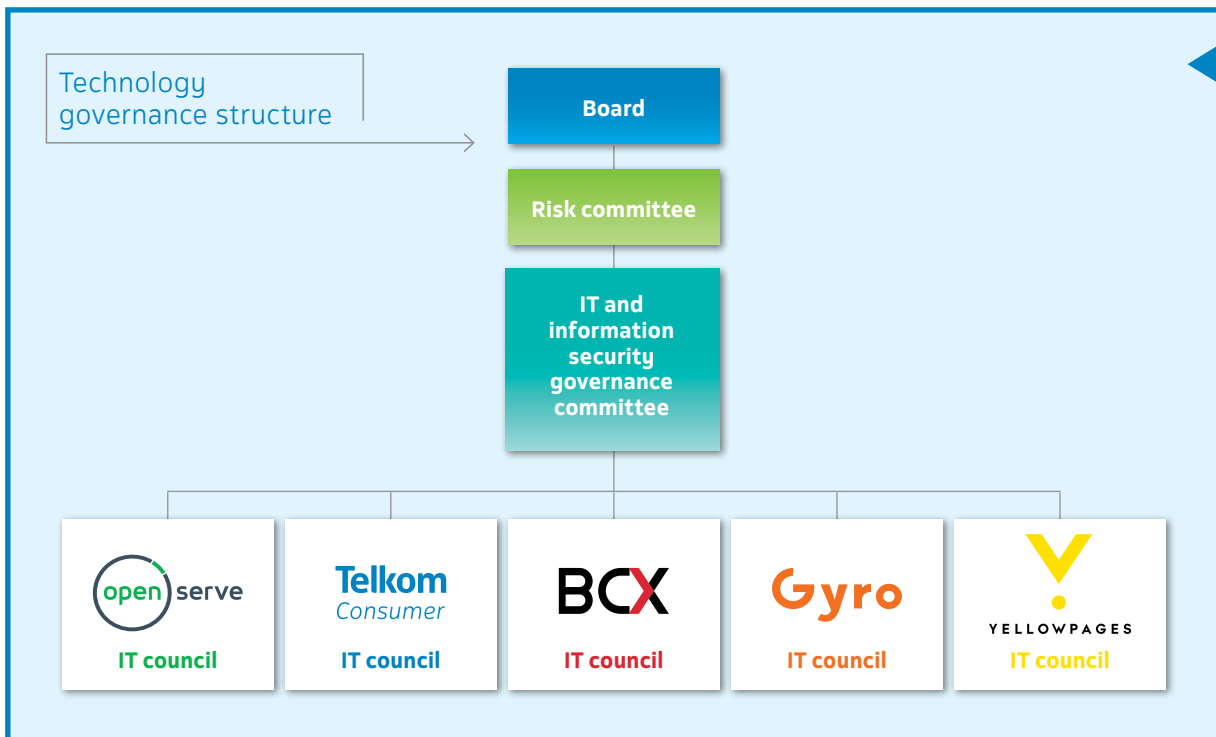 Technology
governance structure
Board
Risk committee
IT and
information
security
governance
committee
open serve
IT council
Telkom
Consumer
IT council
BCX
IT council
Gyro
IT council
YELLOWPAGES
IT council